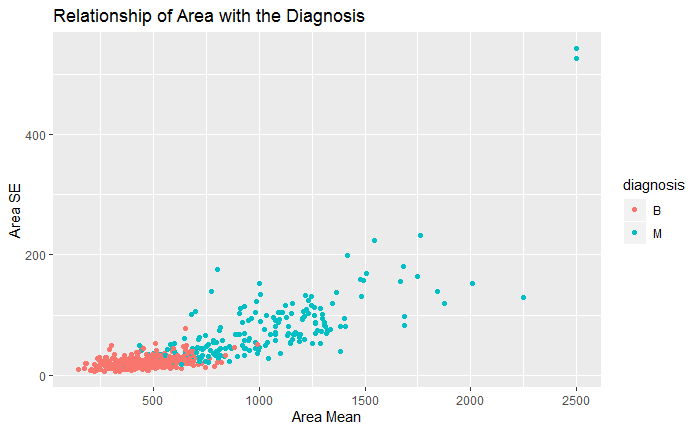 Relationship of Area with the Diagnosis
Area SE
400
200
0
500
1000
1500
2000
2500
Area Mean
diagnosis
B
M